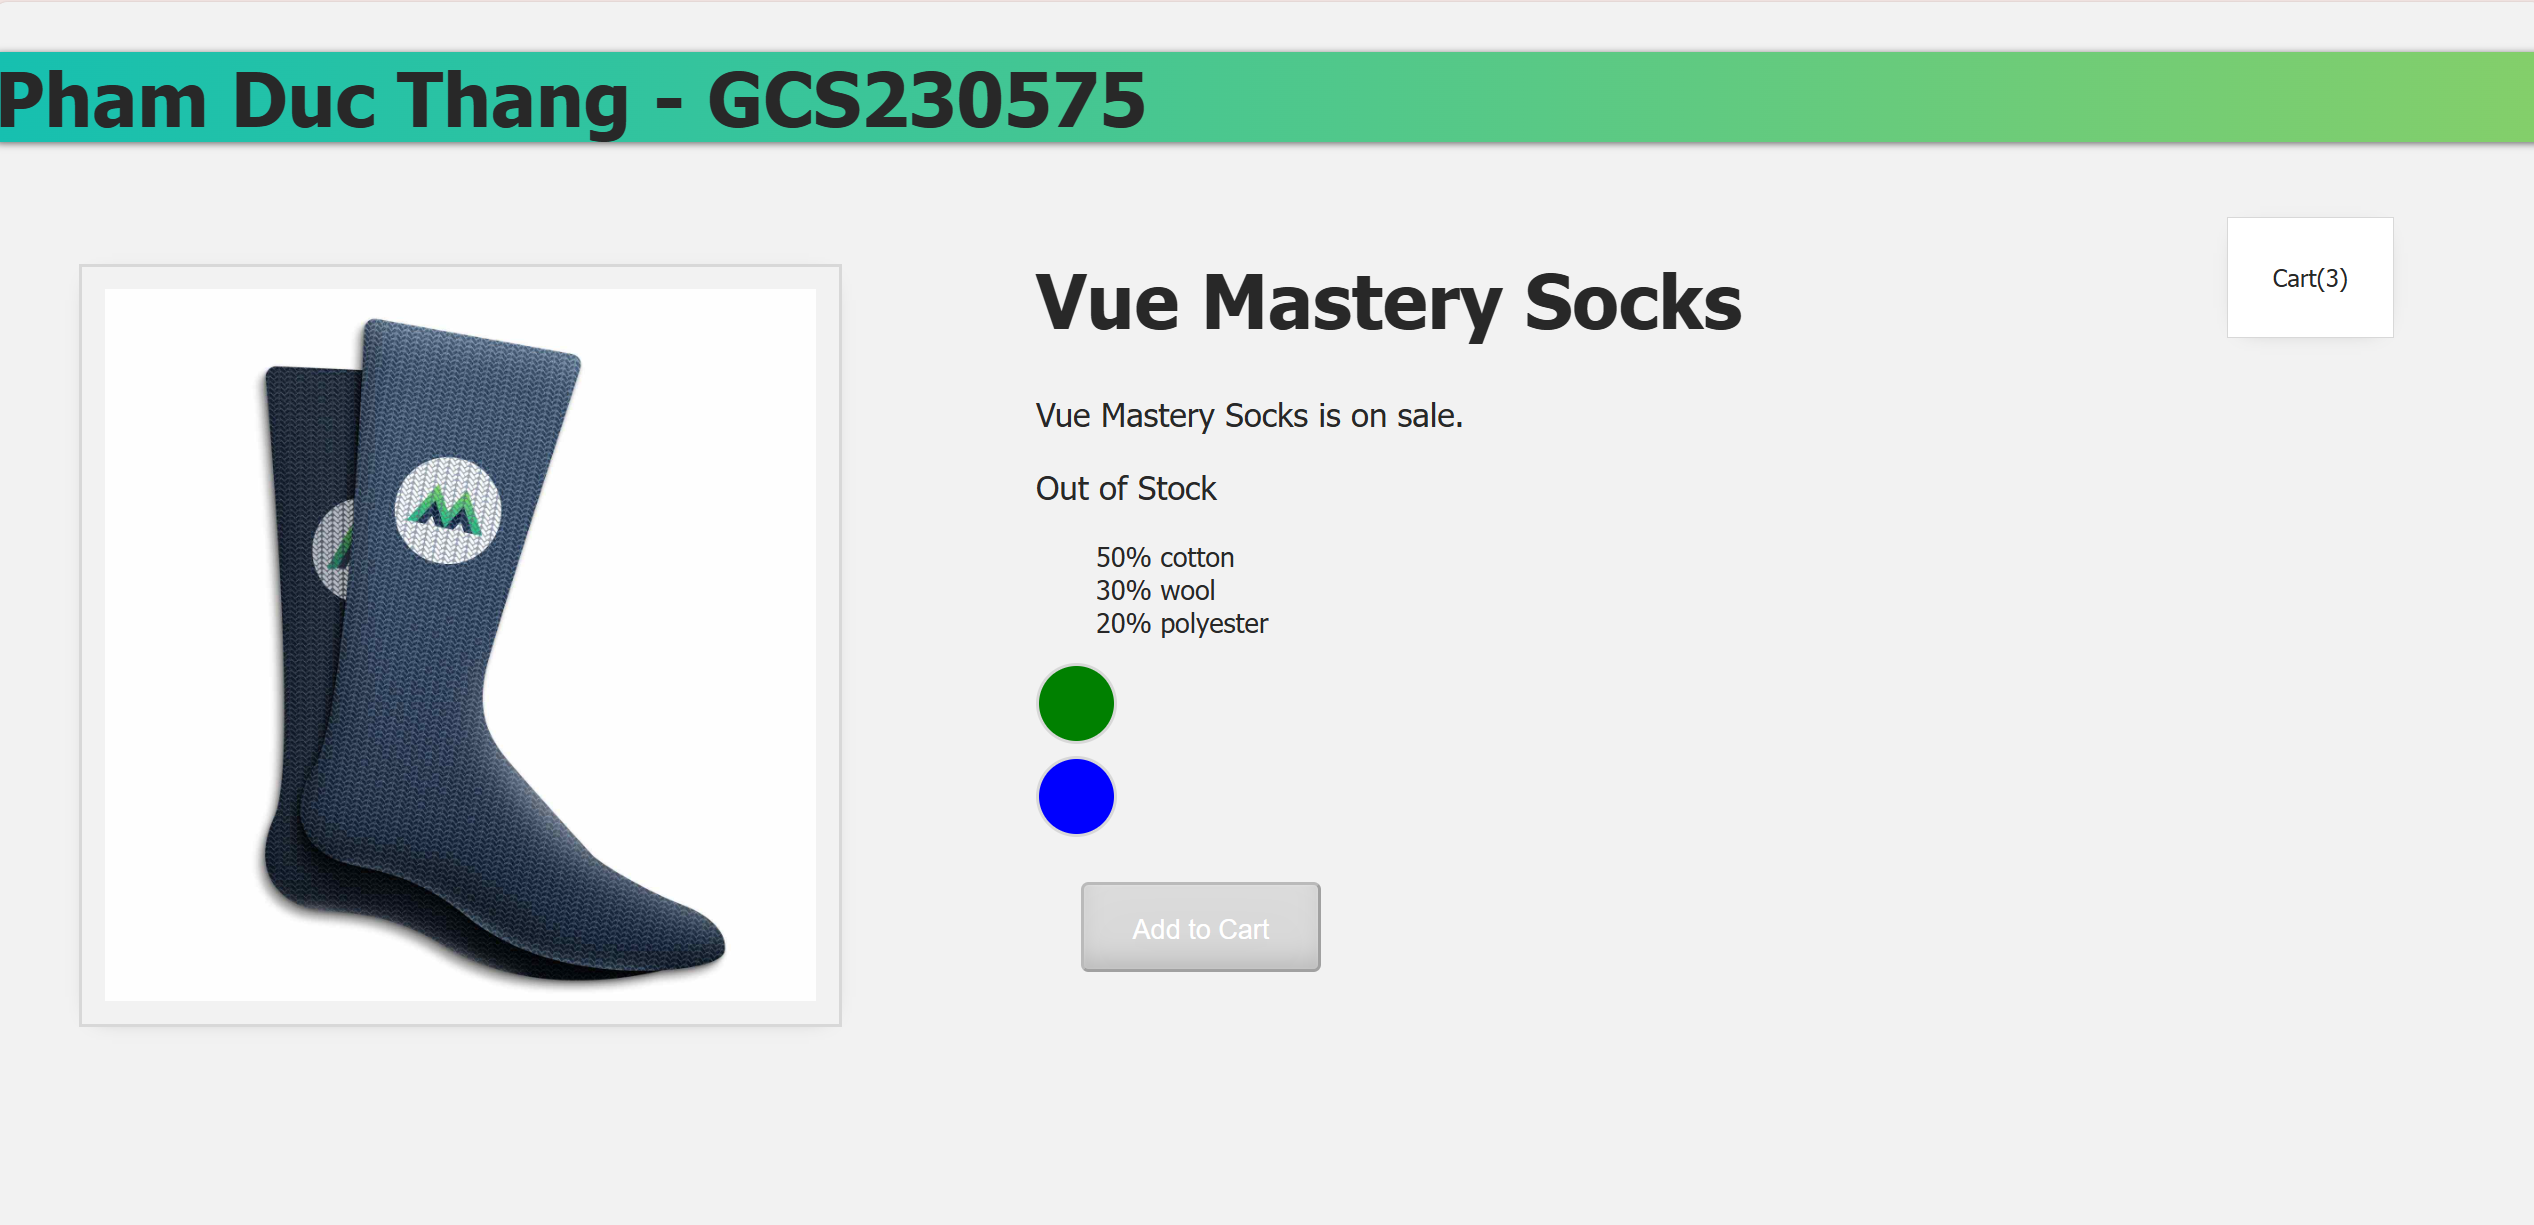 Pham Duc Thang - GCS230575
Cart(3)
Vue Mastery Socks
Vue Mastery Socks is on sale.
Out of Stock
50% cotton
30% wool
20% polyester
Add to Cart